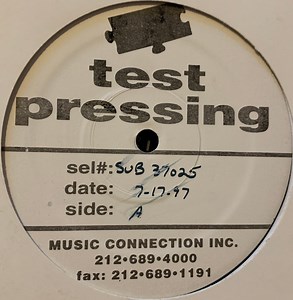 test
pressing
sel#: SUB 37025
date: 7-17-97
side: A
MUSIC CONNECTION INC.
212•689•4000
fax: 212•689•1191